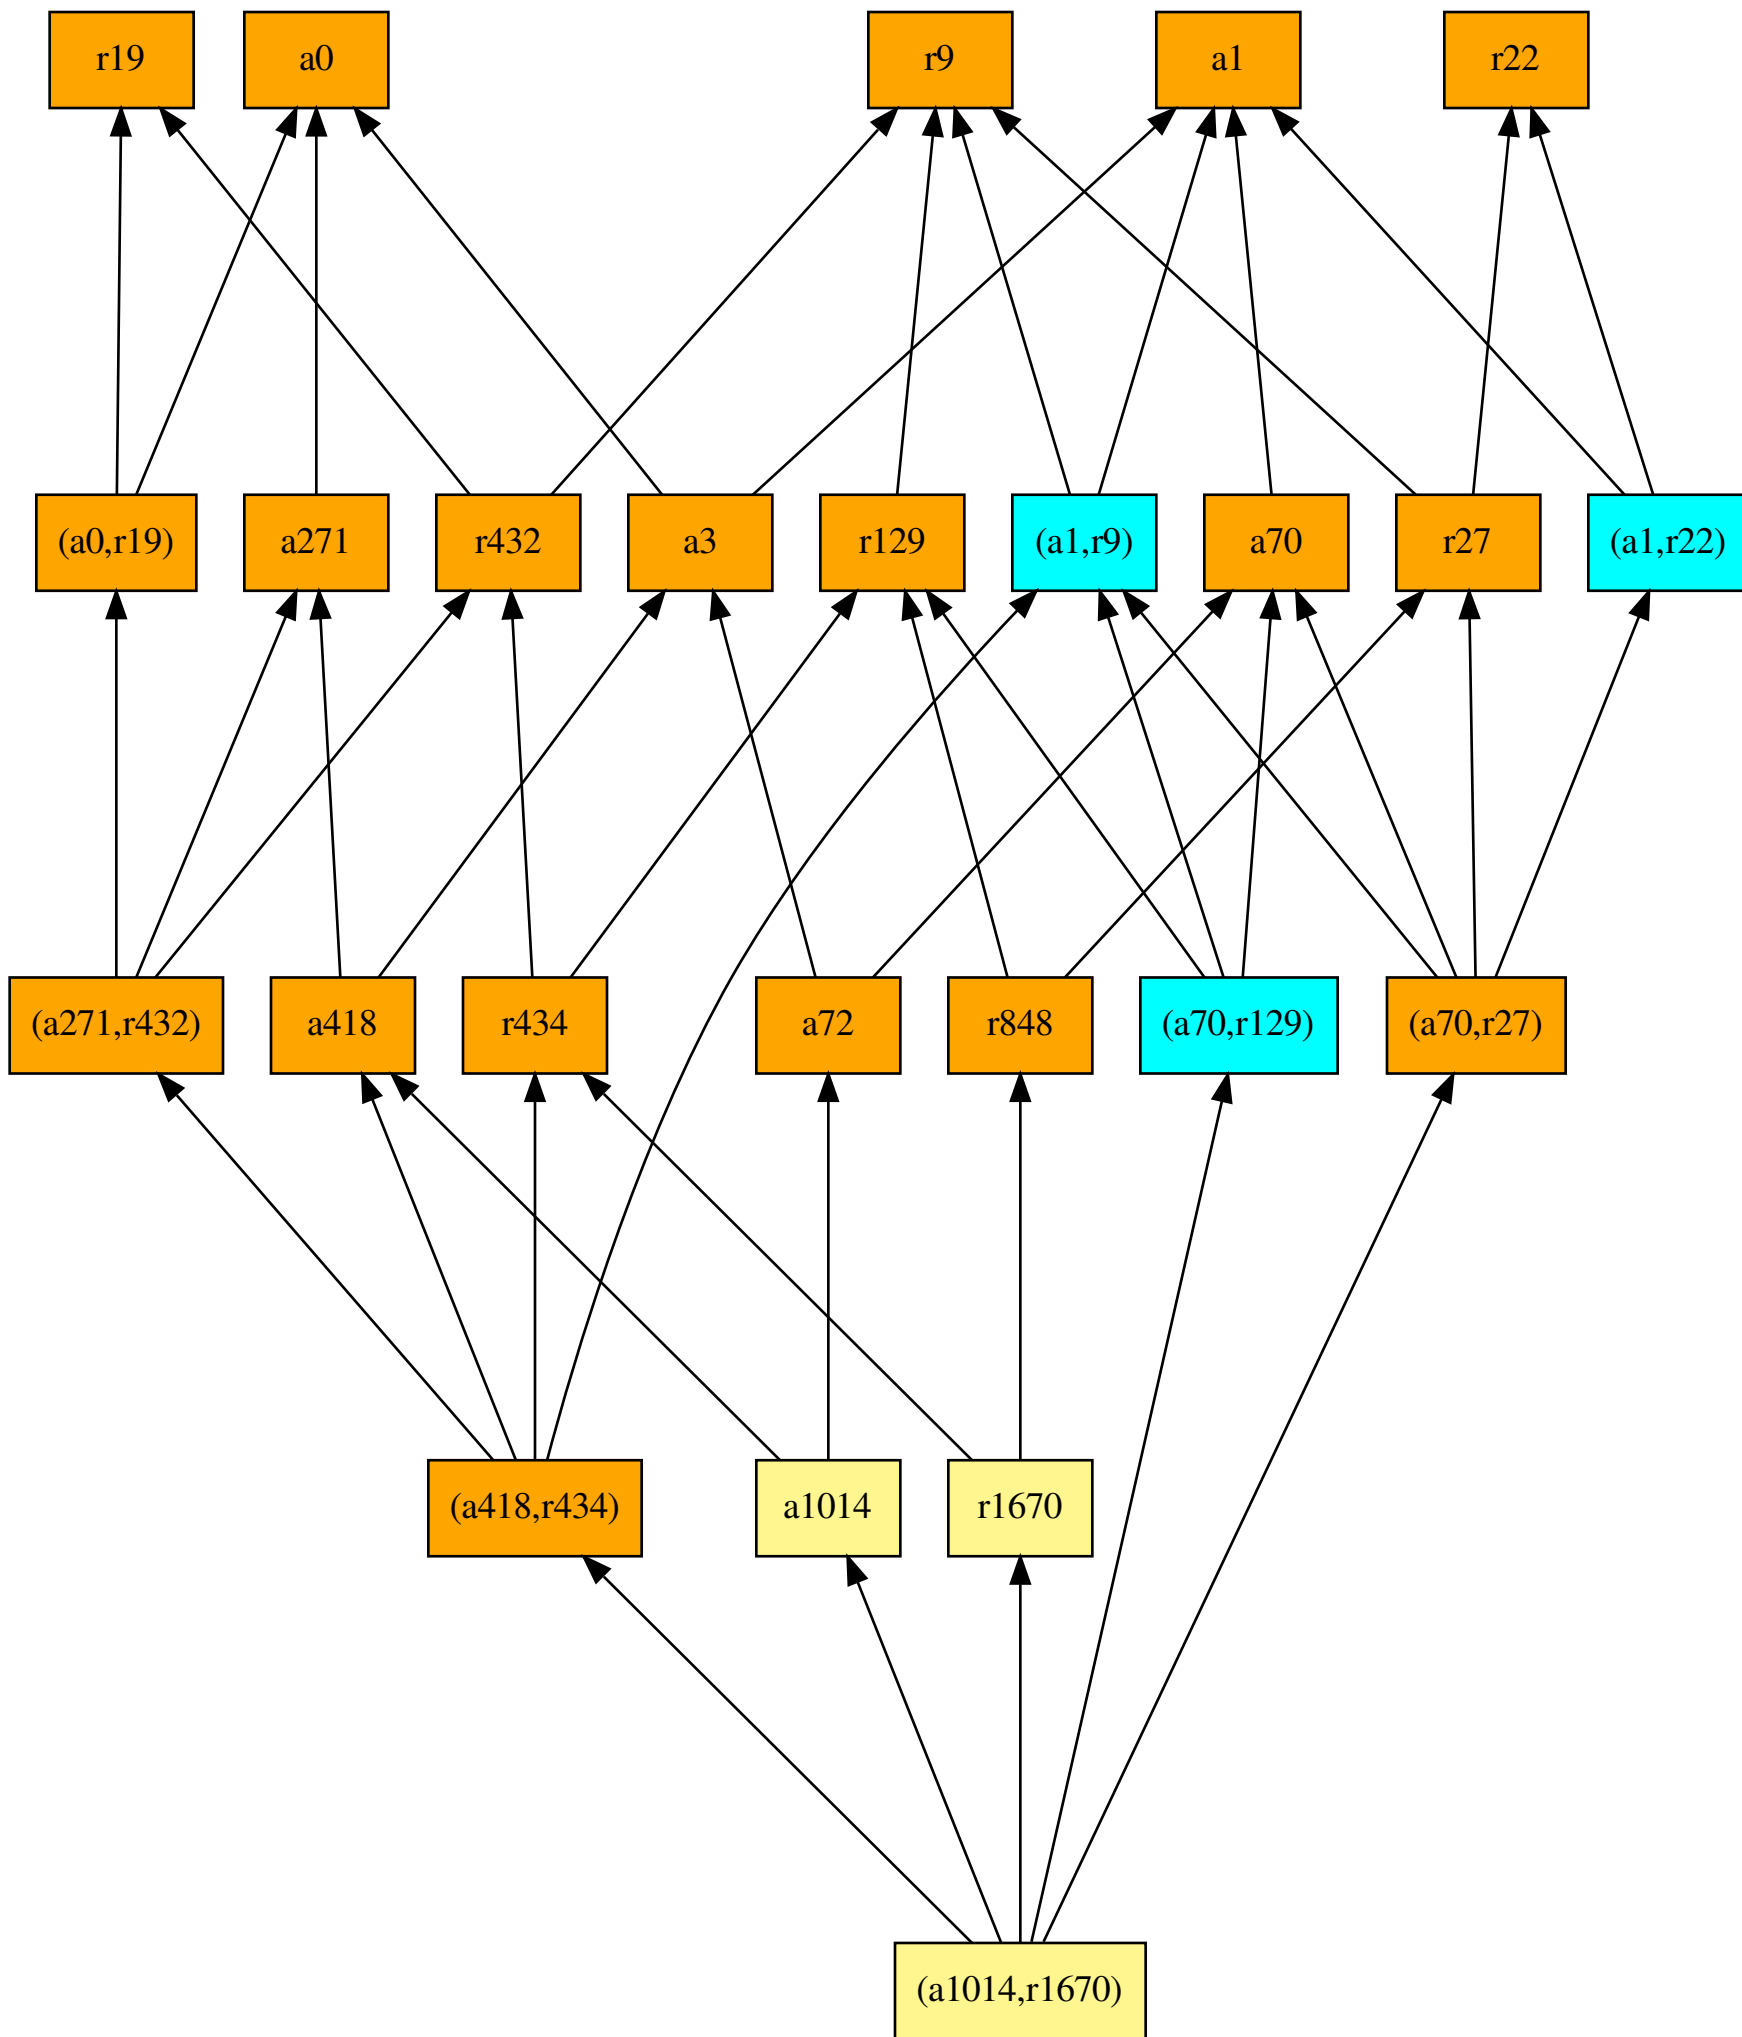 r19
a0
r9
a1
r22
(a0,r19)
a271
r432
a3
r129
(a1,r9)
a70
r27
(a1,r22)
(a271,r432)
a418
r434
a72
r848
(a70,r129)
(a70,r27)
(a418,r434)
a1014
r1670
(a1014,r1670)